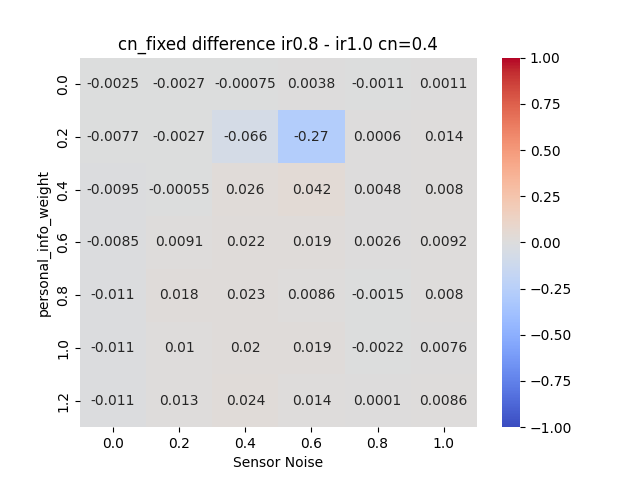 cn_fixed difference ir0.8 - ir1.0 cn=0.4
personal_info_weight
0.0 -0.0025 -0.0027 -0.00075 0.0038 -0.0011 0.0011
0.2 -0.0077 -0.0027 -0.066 -0.27 0.0006 0.014
0.4 -0.0095 -0.00055 0.026 0.042 0.0048 0.008
0.6 -0.0085 0.0091 0.022 0.019 0.0026 0.0092
0.8 -0.011 0.018 0.023 0.0086 -0.0015 0.008
1.0 -0.011 0.01 0.02 0.019 -0.0022 0.0076
1.2 -0.011 0.013 0.024 0.014 0.0001 0.0086
0.0 0.2 0.4 0.6 0.8 1.0
Sensor Noise
1.00
0.75
0.50
0.25
0.00
−0.25
−0.50
−0.75
−1.00